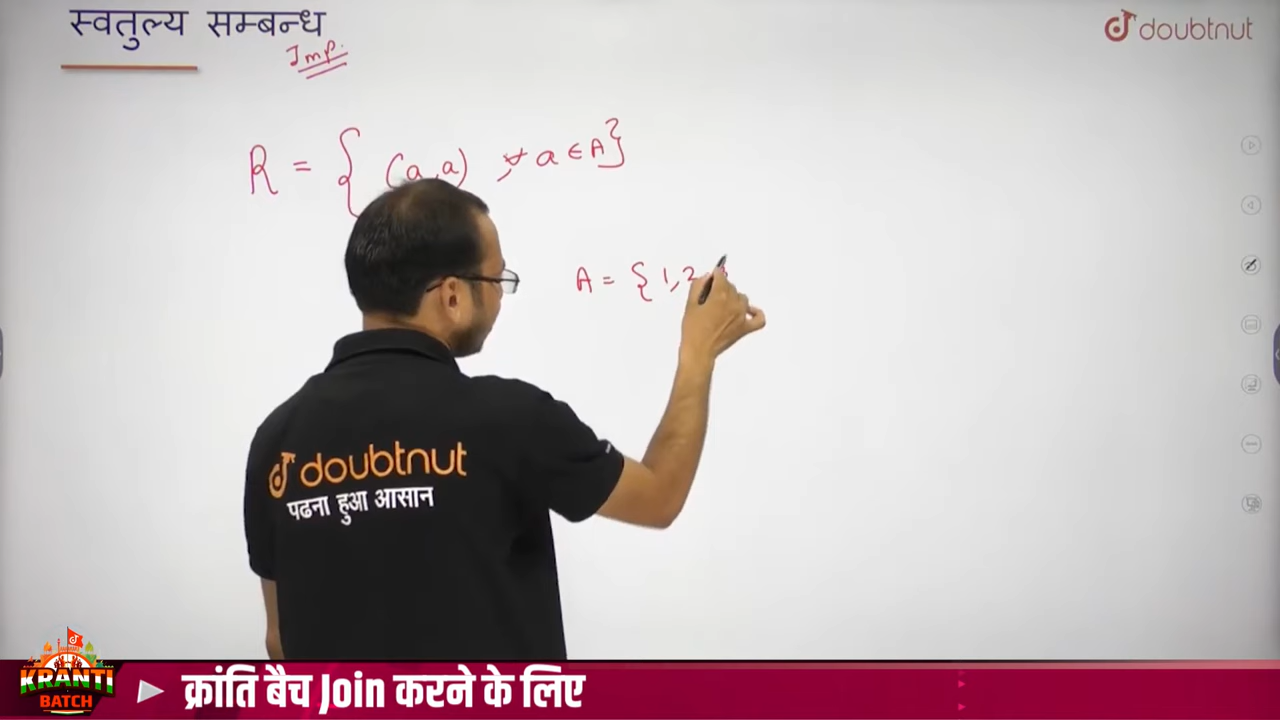 स्वतुल्य सम्बन्ध
Imp.
doubtnut
R = { (a,a) , ∀ a ∈ A}
A = { 1, 2
doubtnut
पढना हुआ आसान
KRANTI
BATCH
क्रांति बैच Join करने के लिए